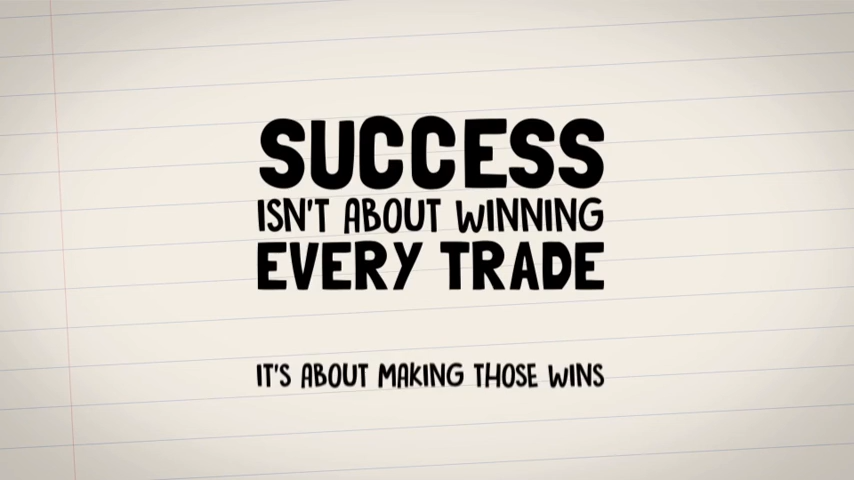 SUCCESS
ISN'T ABOUT WINNING
EVERY TRADE
IT'S ABOUT MAKING THOSE WINS